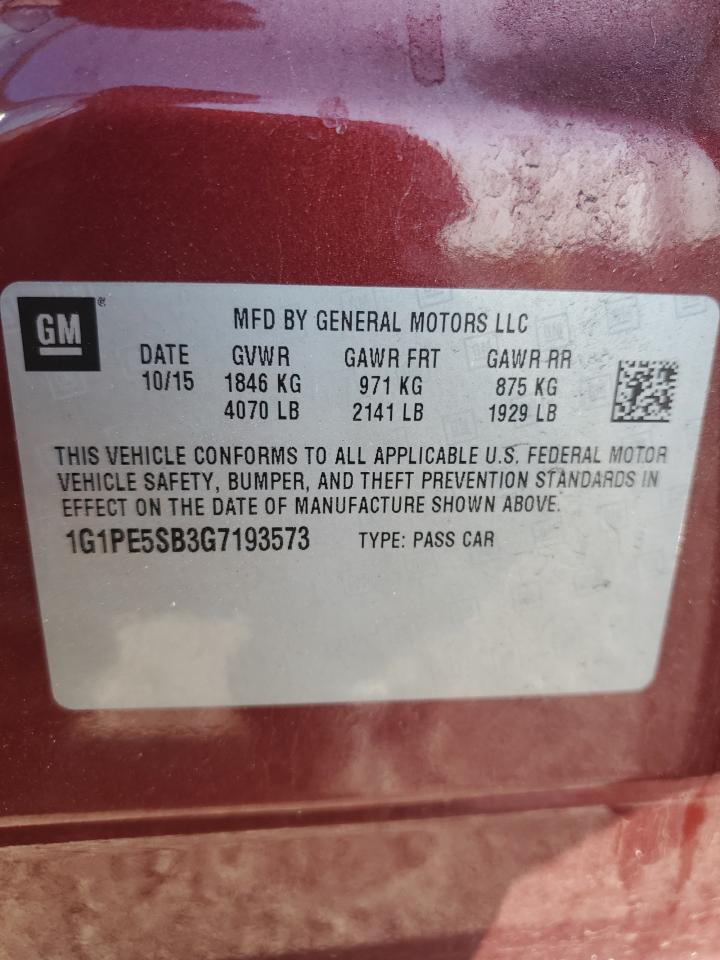 GM ®
MFD BY GENERAL MOTORS LLC
DATE GVWR GAWR FRT GAWR RR
10/15 1846 KG 971 KG 875 KG
4070 LB 2141 LB 1929 LB
THIS VEHICLE CONFORMS TO ALL APPLICABLE U.S. FEDERAL MOTOR
VEHICLE SAFETY, BUMPER, AND THEFT PREVENTION STANDARDS IN
EFFECT ON THE DATE OF MANUFACTURE SHOWN ABOVE.
1G1PE5SB3G7193573 TYPE: PASS CAR